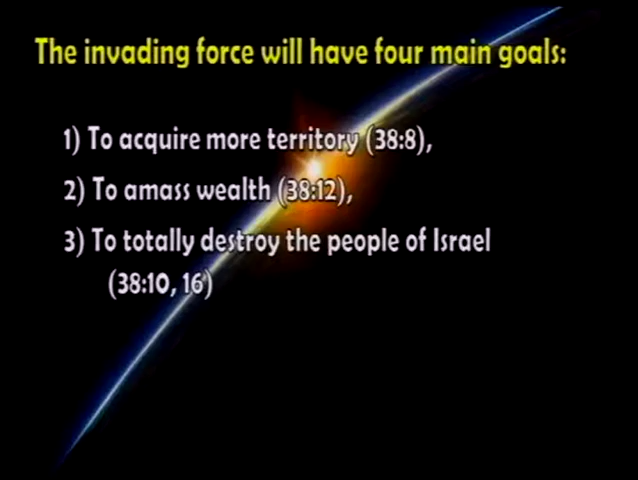 The invading force will have four main goals:
1) To acquire more territory (38:8),
2) To amass wealth (38:12),
3) To totally destroy the people of Israel
(38:10, 16)